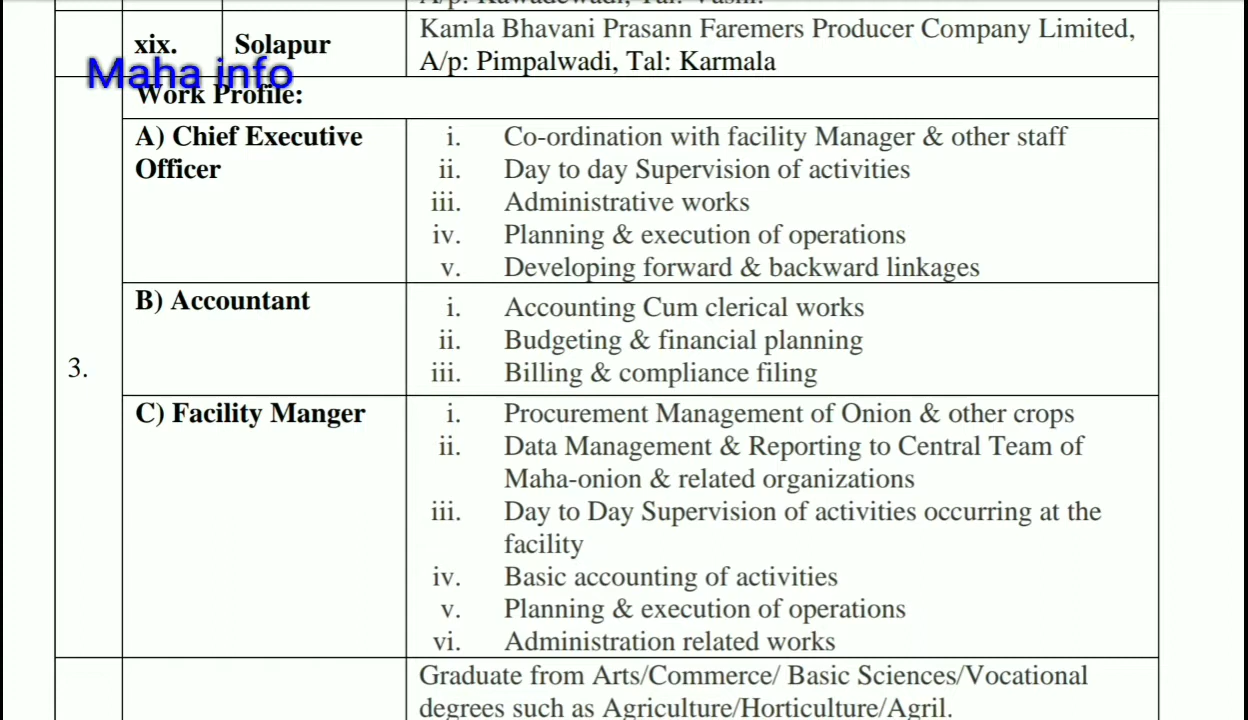 A/p: Kawadewadi, Tal: Vashi.
xix. Solapur Kamla Bhavani Prasann Faremers Producer Company Limited,
A/p: Pimpalwadi, Tal: Karmala
Maha info
Work Profile:
A) Chief Executive
Officer
i. Co-ordination with facility Manager & other staff
ii. Day to day Supervision of activities
iii. Administrative works
iv. Planning & execution of operations
v. Developing forward & backward linkages
3.
B) Accountant
i. Accounting Cum clerical works
ii. Budgeting & financial planning
iii. Billing & compliance filing
C) Facility Manger
i. Procurement Management of Onion & other crops
ii. Data Management & Reporting to Central Team of
Maha-onion & related organizations
iii. Day to Day Supervision of activities occurring at the
facility
iv. Basic accounting of activities
v. Planning & execution of operations
vi. Administration related works
Graduate from Arts/Commerce/ Basic Sciences/Vocational
degrees such as Agriculture/Horticulture/Agril.